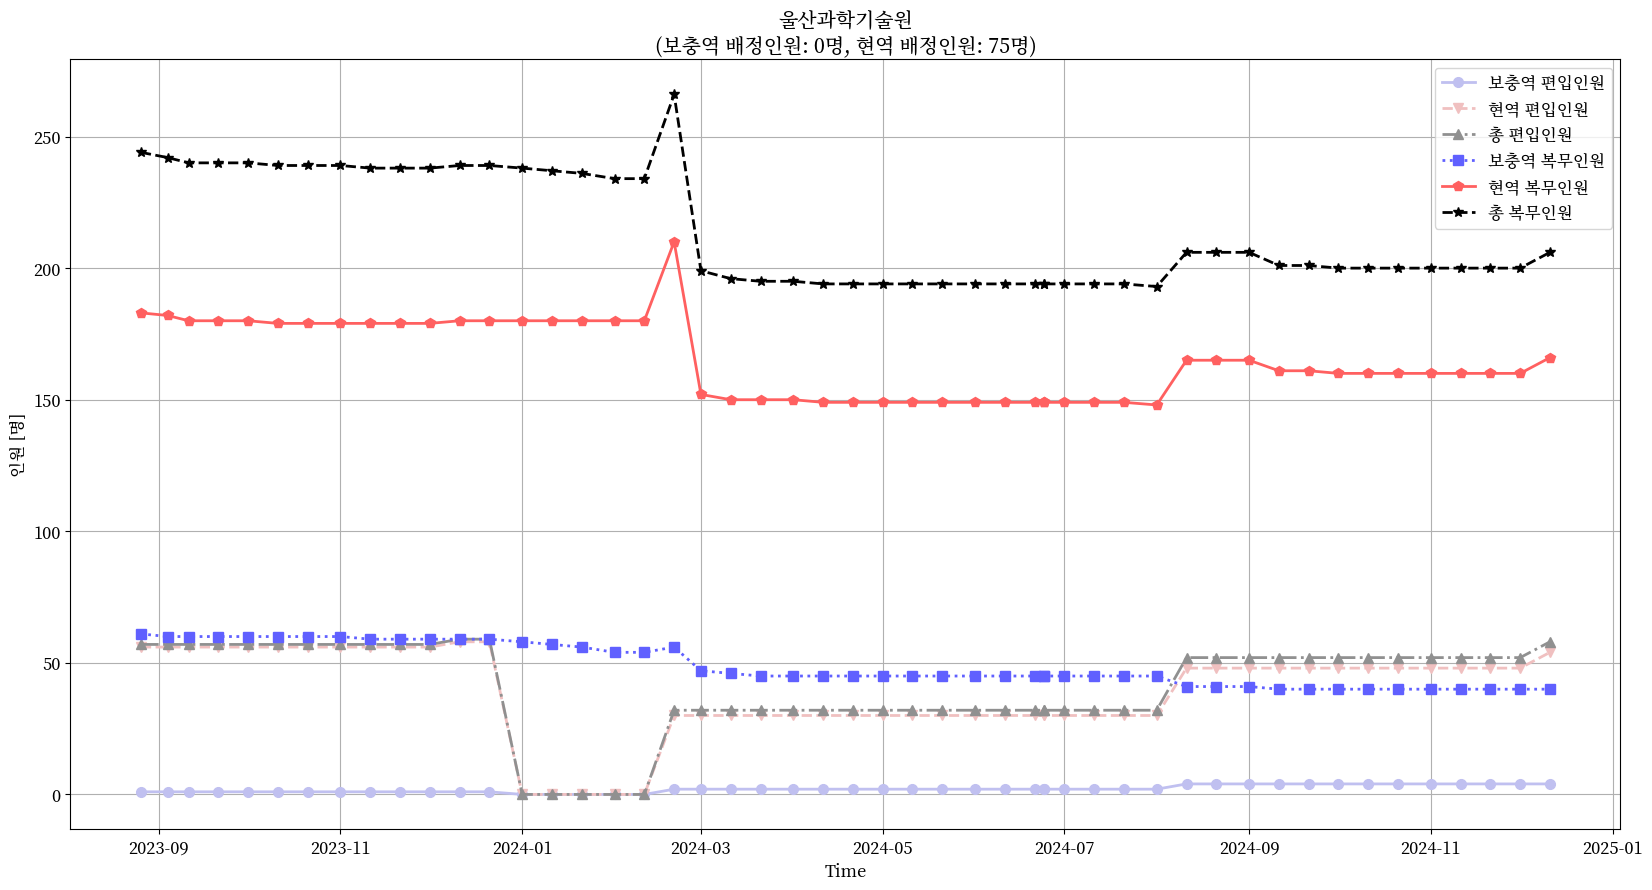 울산과학기술원
(보충역 배정인원: 0명, 현역 배정인원: 75명)
보충역 편입인원
현역 편입인원
총 편입인원
보충역 복무인원
현역 복무인원
총 복무인원
인원 [명]
250
200
150
100
50
0
2023-09
2023-11
2024-01
2024-03
2024-05
2024-07
2024-09
2024-11
2025-01
Time